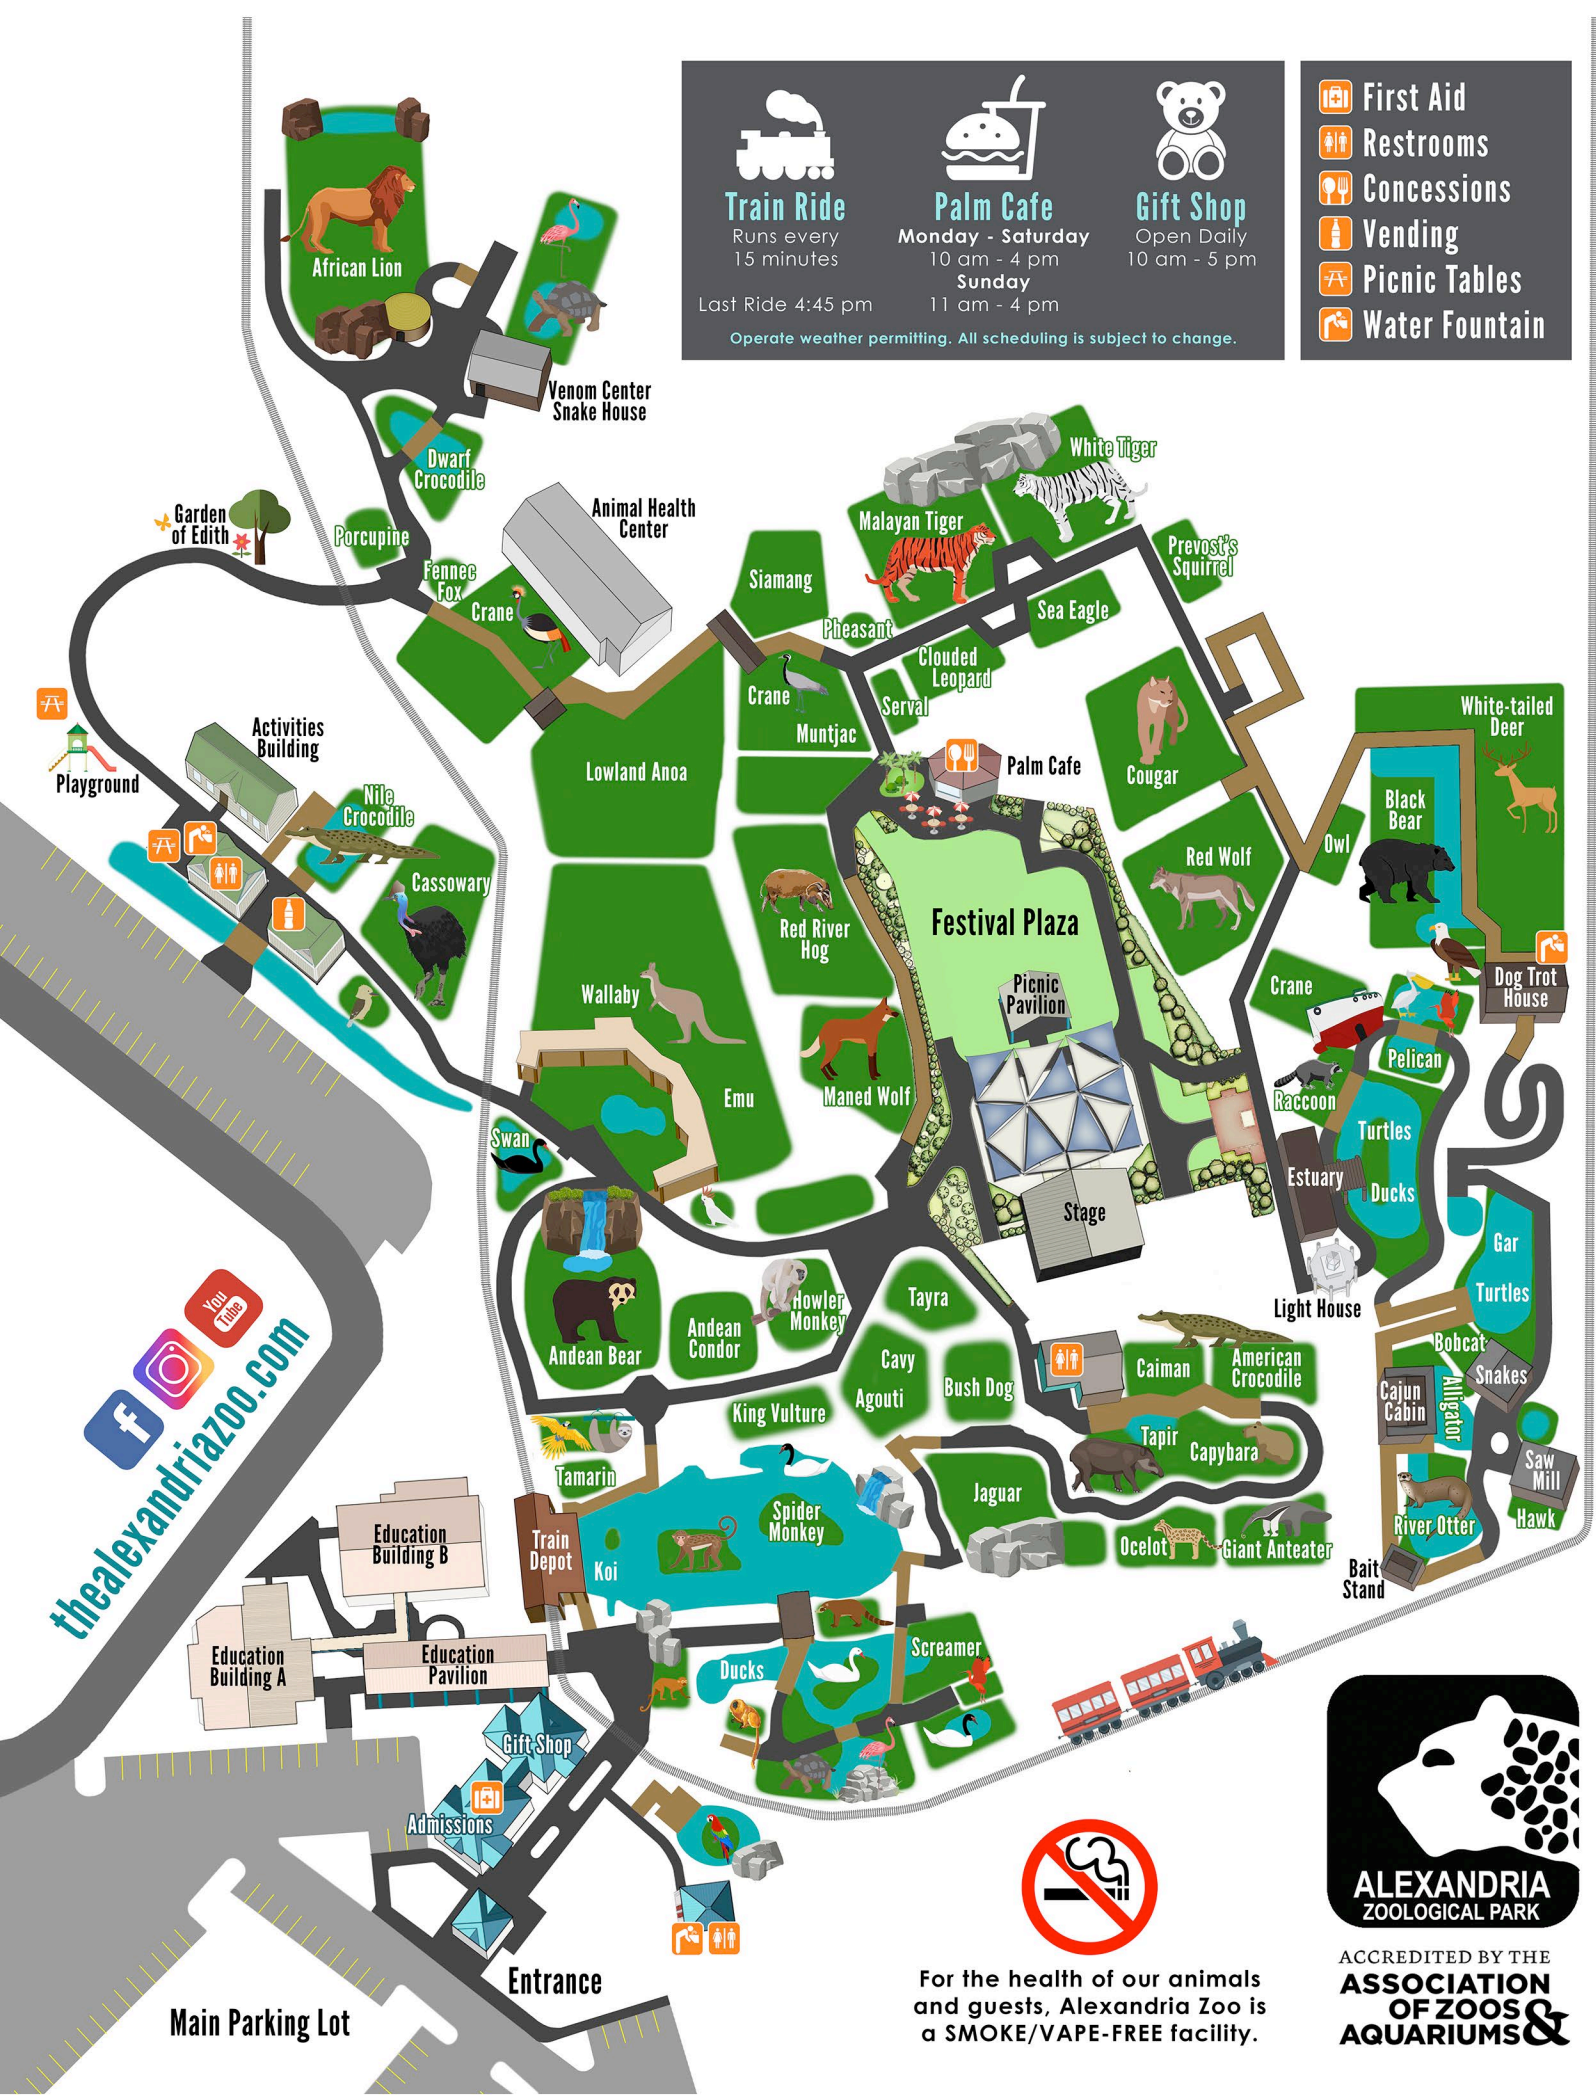 Train Ride
Runs every
15 minutes
Last Ride 4:45 pm
Palm Cafe
Monday - Saturday
10 am - 4 pm
Sunday
11 am - 4 pm
Gift Shop
Open Daily
10 am - 5 pm
Operate weather permitting. All scheduling is subject to change.
First Aid
Restrooms
Concessions
Vending
Picnic Tables
Water Fountain
African Lion
Venom Center
Snake House
Dwarf
Crocodile
Garden
of Edith
Porcupine
Animal Health
Center
Fennec
Fox
Crane
White Tiger
Malayan Tiger
Prevost's
Squirrel
Siamang
Pheasant
Sea Eagle
Clouded
Leopard
Serval
Crane
Muntjac
Lowland Anoa
Palm Cafe
Cougar
White-tailed
Deer
Activities
Building
Playground
Nile
Crocodile
Cassowary
Black
Bear
Owl
Red Wolf
Red River
Hog
Festival Plaza
Picnic
Pavilion
Wallaby
Emu
Maned Wolf
Crane
Dog Trot
House
Pelican
Raccoon
Turtles
Ducks
Estuary
Swan
Stage
Light House
Gar
Turtles
Andean Bear
Andean
Condor
Howler
Monkey
Tayra
Cavy
Agouti
Bush Dog
King Vulture
Caiman
American
Crocodile
Bobcat
Snakes
Cajun
Cabin
Alligator
Tapir
Capybara
Saw
Mill
Hawk
River Otter
Bait
Stand
Tamarin
Jaguar
Ocelot
Giant Anteater
Spider
Monkey
Koi
Train
Depot
Education
Building B
Education
Building A
Education
Pavilion
Ducks
Screamer
Gift Shop
Admissions
Entrance
Main Parking Lot
You
Tube
f
thealexandriazoo.com
For the health of our animals
and guests, Alexandria Zoo is
a SMOKE/VAPE-FREE facility.
ALEXANDRIA
ZOOLOGICAL PARK
ACCREDITED BY THE
ASSOCIATION
OF ZOOS &
AQUARIUMS